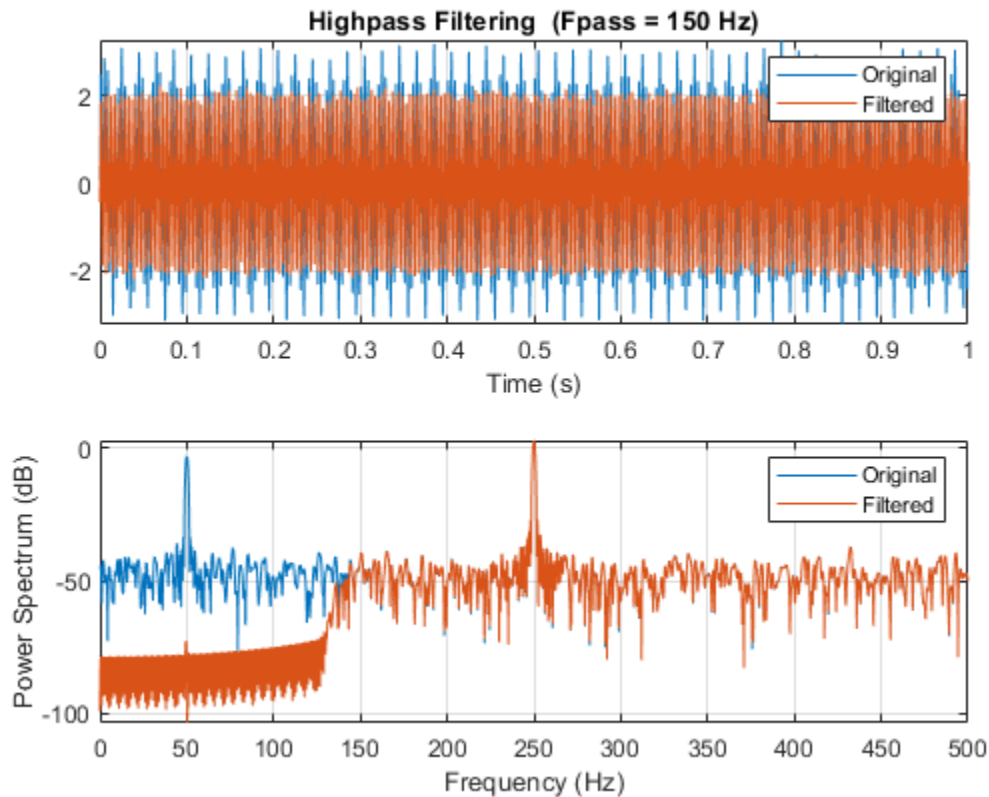 Highpass Filtering (Fpass = 150 Hz)
Original
Filtered
2
0
-2
0 0.1 0.2 0.3 0.4 0.5 0.6 0.7 0.8 0.9 1
Time (s)
Power Spectrum (dB)
0
-50
-100
Original
Filtered
0 50 100 150 200 250 300 350 400 450 500
Frequency (Hz)